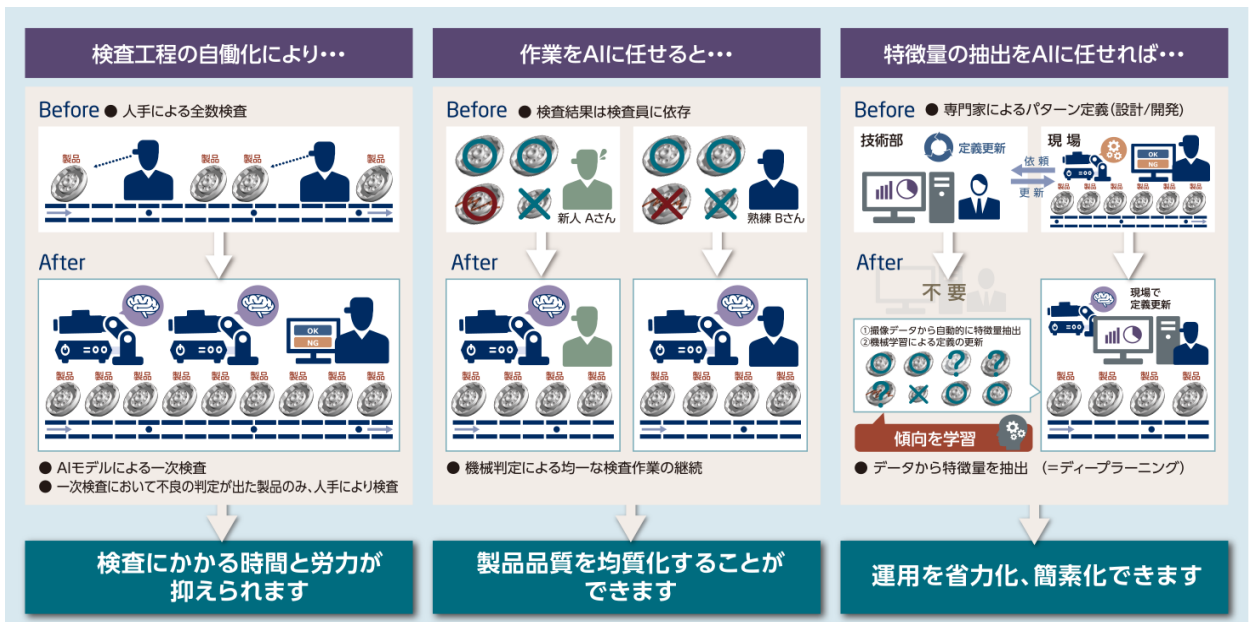 検査工程の自働化により･･･
Before ● 人手による全数検査
製品
製品
製品
製品
After
OK
NG
製品
製品
製品
製品
製品
製品
製品
製品
製品
● AIモデルによる一次検査
● 一次検査において不良の判定が出た製品のみ、人手により検査
検査にかかる時間と労力が
抑えられます
作業をAIに任せると･･･
Before ● 検査結果は検査員に依存
新人 Aさん
熟練 Bさん
After
製品
製品
製品
製品
製品
製品
製品
製品
● 機械判定による均一な検査作業の継続
製品品質を均質化することが
できます
特徴量の抽出をAIに任せれば･･･
Before ● 専門家によるパターン定義(設計/開発)
技術部
定義更新
依頼
更新
現場
OK
NG
製品
製品
製品
製品
製品
製品
After
不要
①撮像データから自動的に特徴量抽出
②機械学習による定義の更新
?
?
?
傾向を学習
現場で
定義更新
製品
製品
製品
製品
● データから特徴量を抽出 (=ディープラーニング)
運用を省力化、簡素化できます